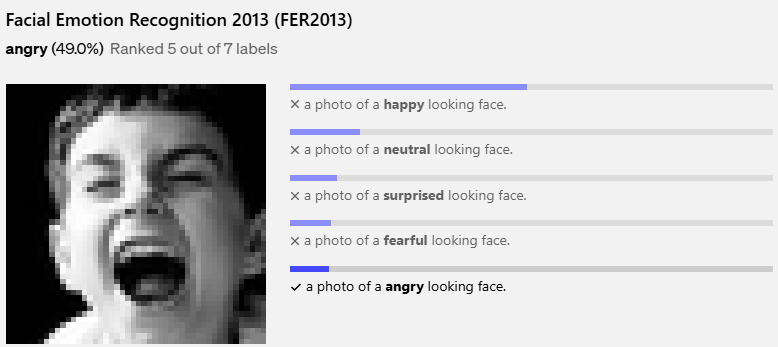 Facial Emotion Recognition 2013 (FER2013)
angry (49.0%) Ranked 5 out of 7 labels
× a photo of a happy looking face.
× a photo of a neutral looking face.
× a photo of a surprised looking face.
× a photo of a fearful looking face.
✓ a photo of a angry looking face.